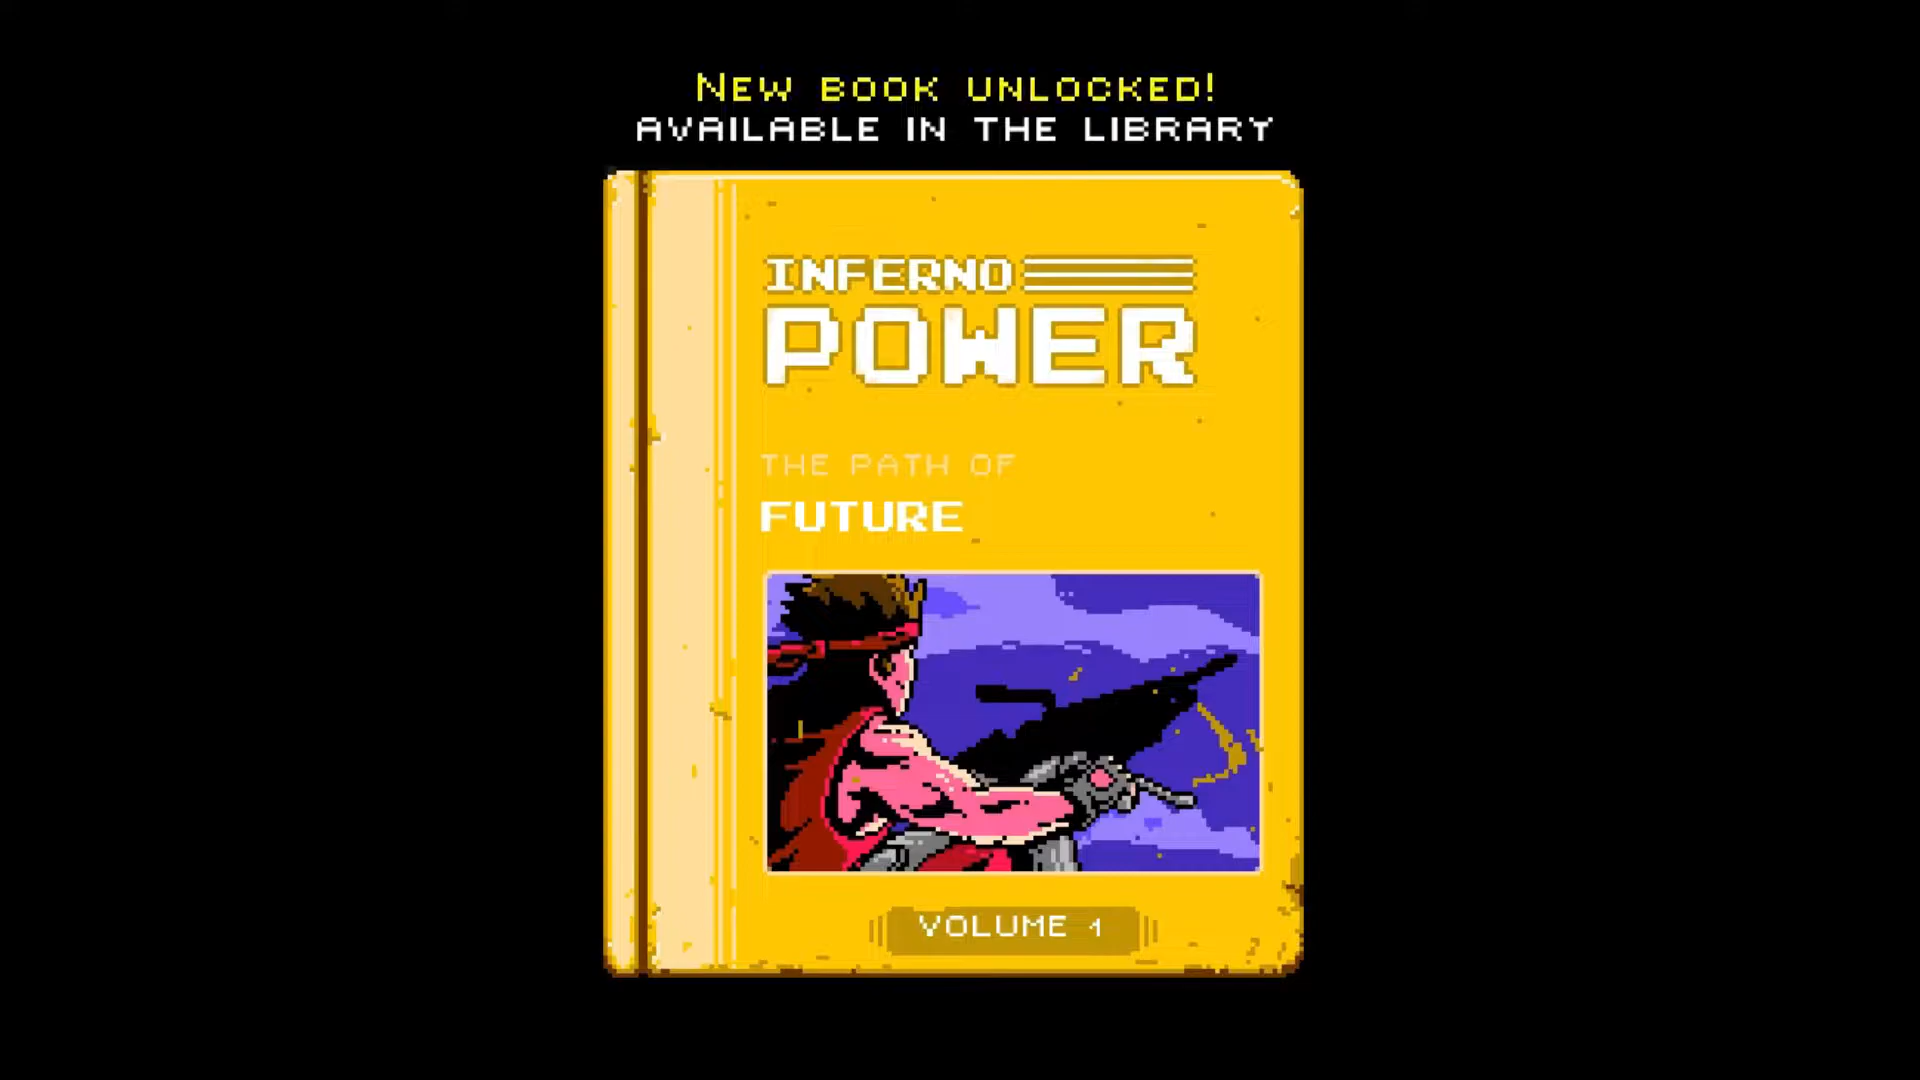 NEW BOOK UNLOCKED!
AVAILABLE IN THE LIBRARY
INFERNO
POWER
THE PATH OF
FUTURE
VOLUME 1